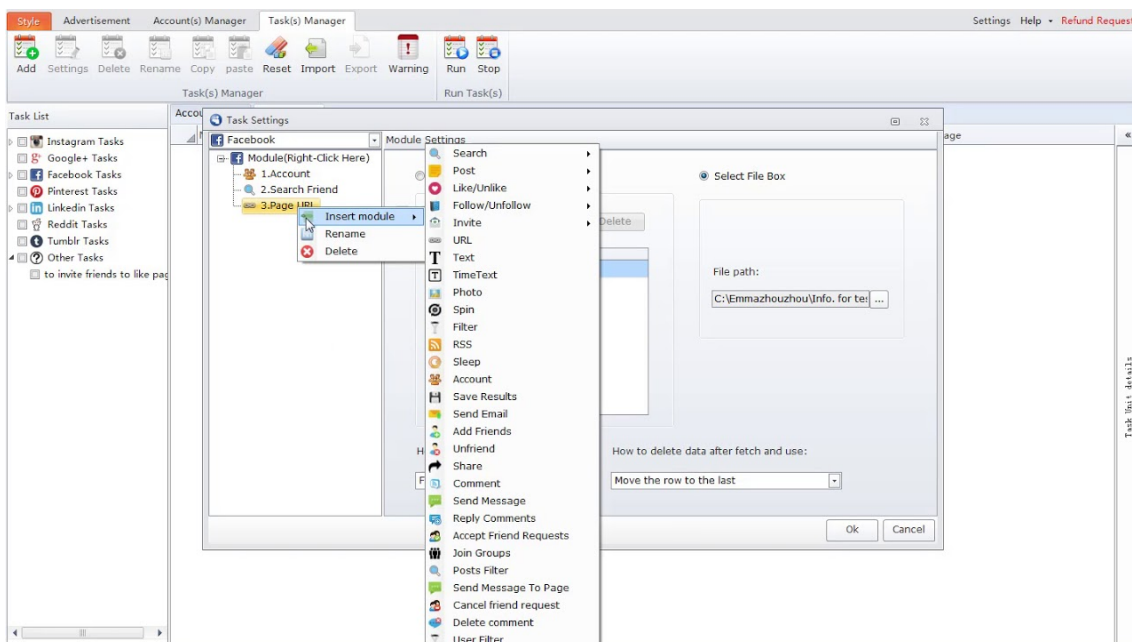 Style Advertisement Account(s) Manager Task(s) Manager Settings Help Refund Reques
Add Settings Delete Rename Copy paste Reset Import Export Warning Run Stop
Task(s) Manager Run Task(s)
Task List
Instagram Tasks
Google+ Tasks
Facebook Tasks
Pinterest Tasks
Linkedin Tasks
Reddit Tasks
Tumblr Tasks
Other Tasks
to invite friends to like pag
Accou
age
Task Settings
Facebook
Module(Right-Click Here)
1.Account
2.Search Friend
3.Page URL
Insert module
Rename
Delete
Module Settings
Search
Post
Like/Unlike
Follow/Unfollow
Invite
URL
Text
TimeText
Photo
Spin
Filter
RSS
Sleep
Account
Save Results
Send Email
Add Friends
Unfriend
Share
Comment
Send Message
Reply Comments
Accept Friend Requests
Join Groups
Posts Filter
Send Message To Page
Cancel friend request
Delete comment
User Filter
Delete
Select File Box
File path:
C:\Emmazhouzhou\Info. for te ...
H
F
How to delete data after fetch and use:
Move the row to the last
Ok Cancel
Task Unit details